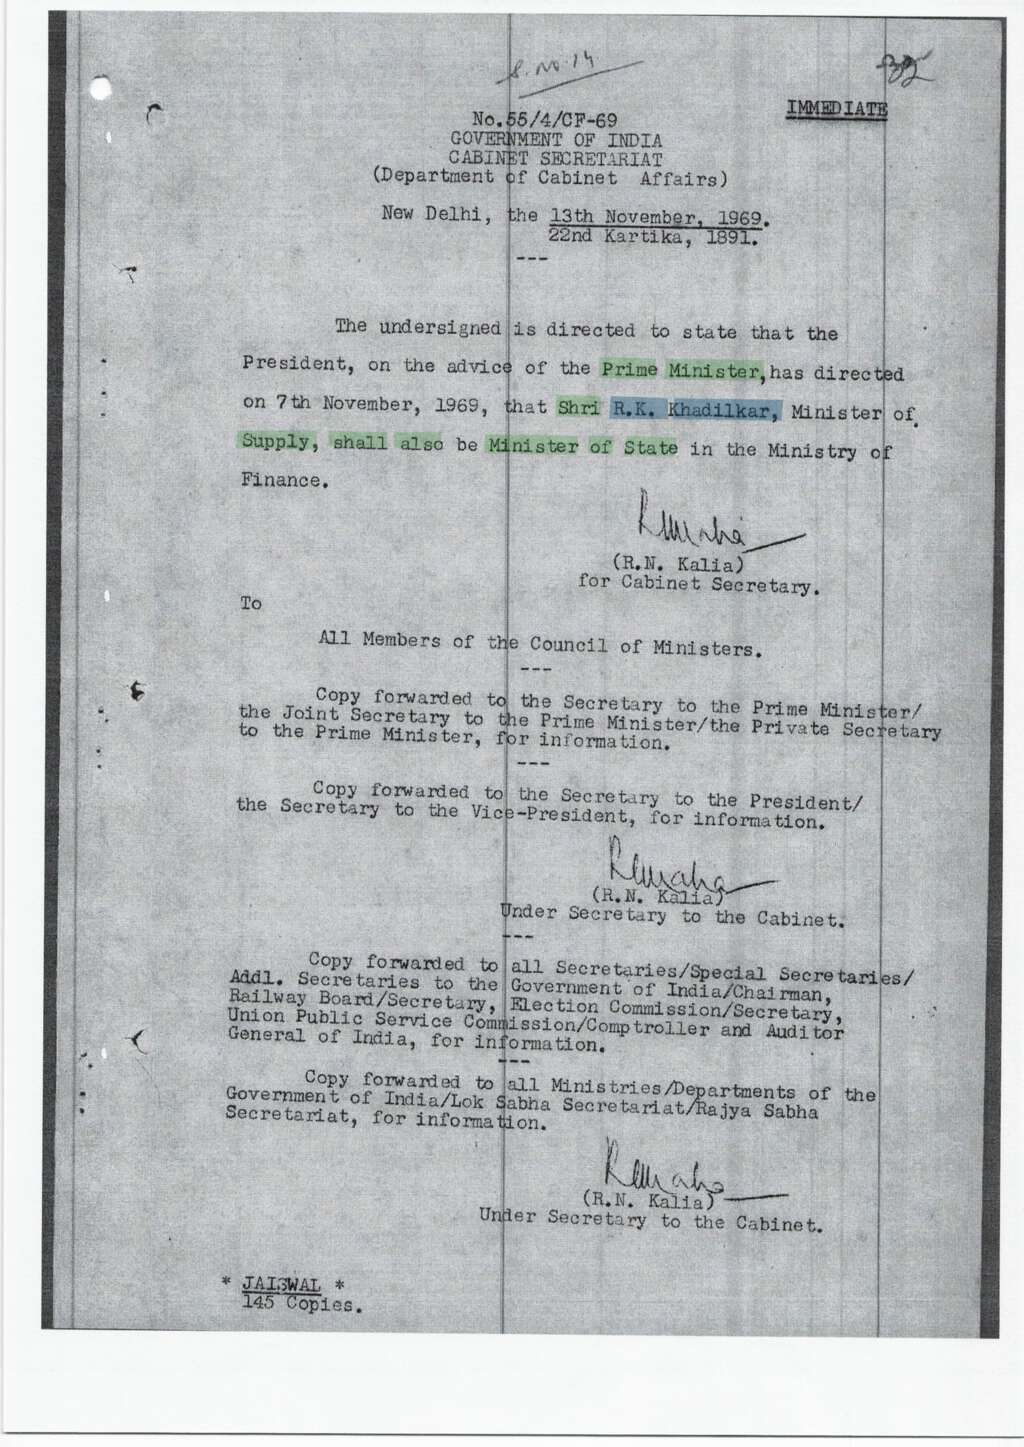 S.No.14
IMMEDIATE
No.55/4/CF-69
GOVERNMENT OF INDIA
CABINET SECRETARIAT
(Department of Cabinet Affairs)
New Delhi, the 13th November, 1969.
22nd Kartika, 1891.
---
The undersigned is directed to state that the
President, on the advice of the Prime Minister, has directed
on 7th November, 1969, that Shri R.K. Khadilkar, Minister of
Supply, shall also be Minister of State in the Ministry of
Finance.
(R.N. Kalia)
for Cabinet Secretary.
To
All Members of the Council of Ministers.
---
Copy forwarded to the Secretary to the Prime Minister/
the Joint Secretary to the Prime Minister/the Private Secretary
to the Prime Minister, for information.
---
Copy forwarded to the Secretary to the President/
the Secretary to the Vice-President, for information.
(R.N. Kalia)
Under Secretary to the Cabinet.
---
Copy forwarded to all Secretaries/Special Secretaries/
Addl. Secretaries to the Government of India/Chairman,
Railway Board/Secretary, Election Commission/Secretary,
Union Public Service Commission/Comptroller and Auditor
General of India, for information.
---
Copy forwarded to all Ministries/Departments of the
Government of India/Lok Sabha Secretariat/Rajya Sabha
Secretariat, for information.
(R.N. Kalia)
Under Secretary to the Cabinet.
* JAISWAL *
145 Copies.